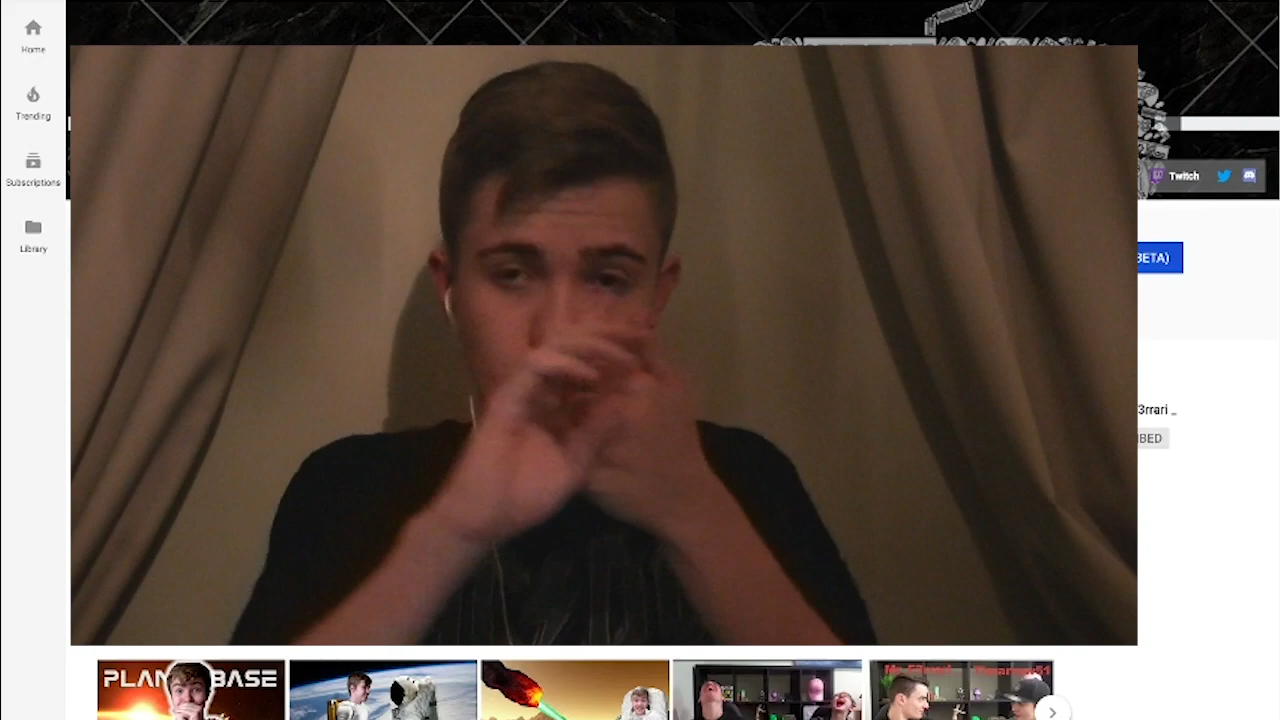 Home
Trending
Subscriptions
Library
Twitch
BETA)
3rrari _
BED
PLAN BASE